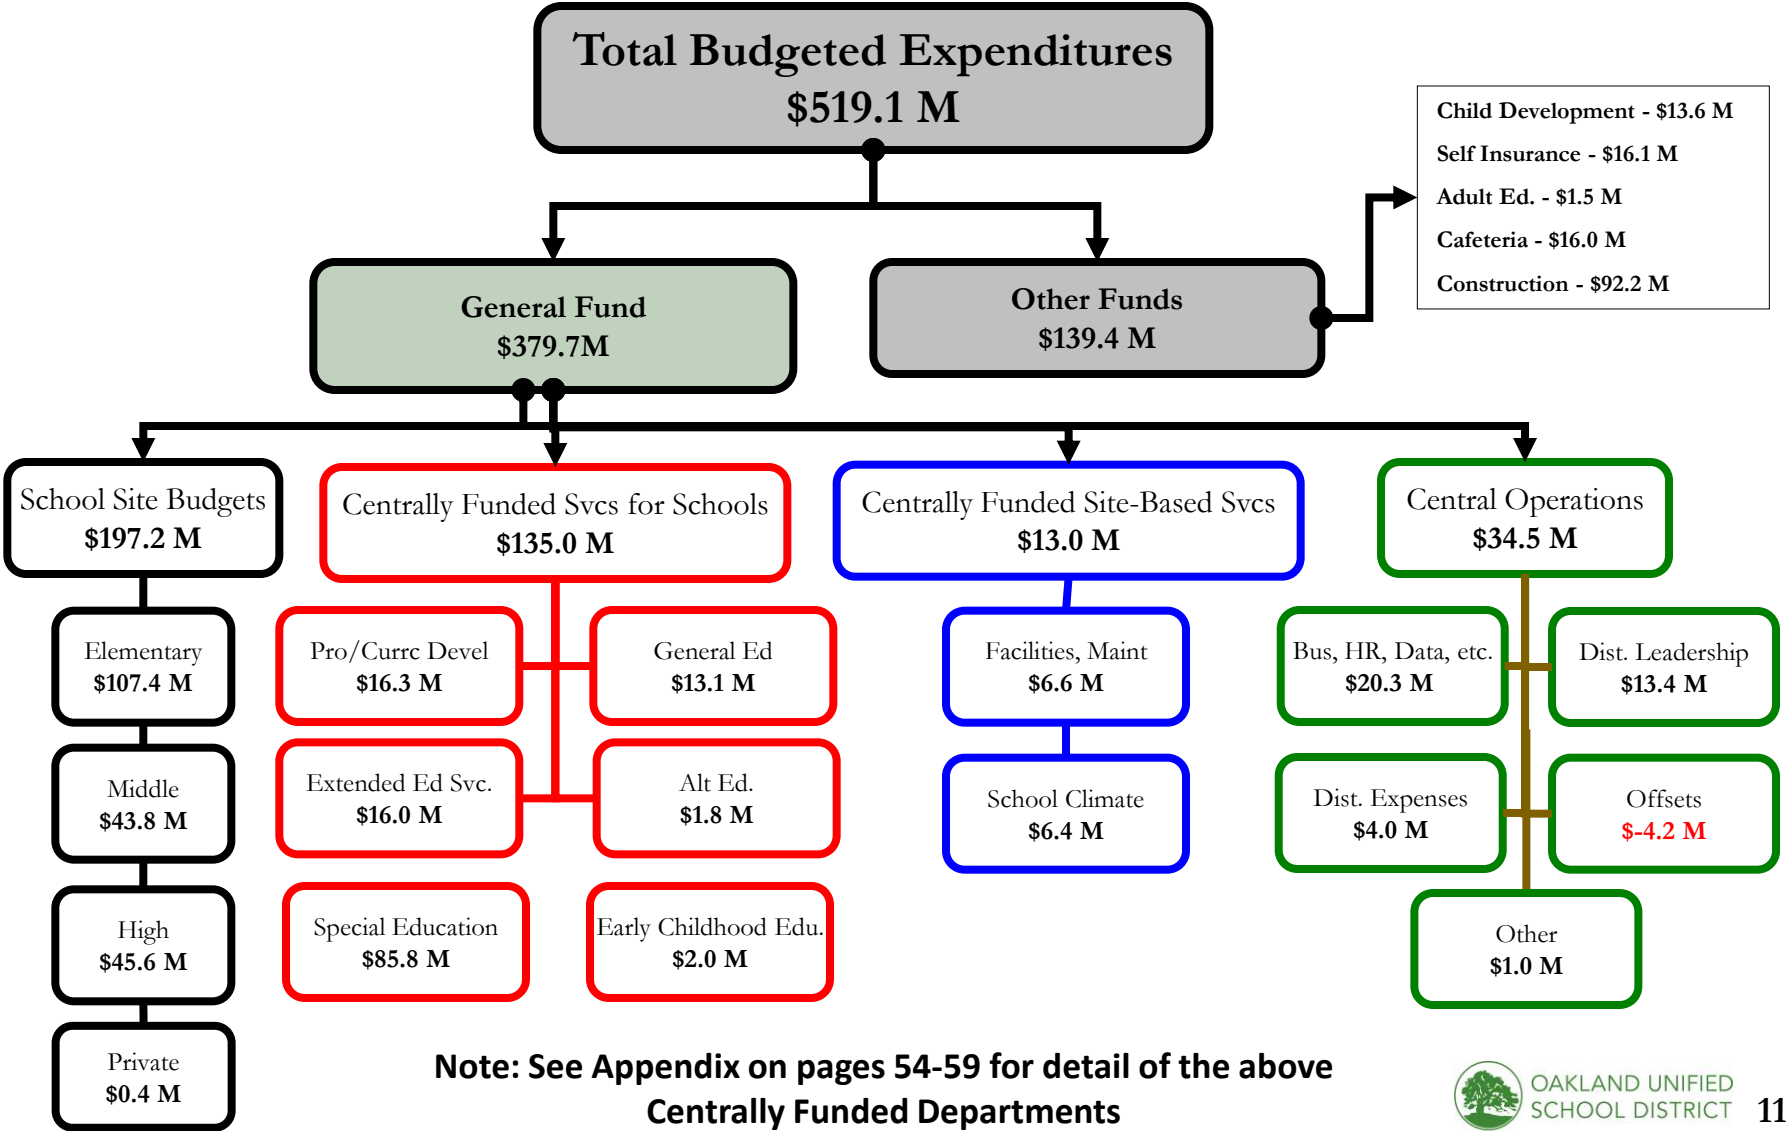 Total Budgeted Expenditures
$519.1 M
Child Development - $13.6 M
Self Insurance - $16.1 M
Adult Ed. - $1.5 M
Cafeteria - $16.0 M
Construction - $92.2 M
General Fund
$379.7M
Other Funds
$139.4 M
School Site Budgets
$197.2 M
Centrally Funded Svcs for Schools
$135.0 M
Centrally Funded Site-Based Svcs
$13.0 M
Central Operations
$34.5 M
Elementary
$107.4 M
Pro/Currc Devel
$16.3 M
General Ed
$13.1 M
Facilities, Maint
$6.6 M
Bus, HR, Data, etc.
$20.3 M
Dist. Leadership
$13.4 M
Middle
$43.8 M
Extended Ed Svc.
$16.0 M
Alt Ed.
$1.8 M
School Climate
$6.4 M
Dist. Expenses
$4.0 M
Offsets
$-4.2 M
High
$45.6 M
Special Education
$85.8 M
Early Childhood Edu.
$2.0 M
Other
$1.0 M
Private
$0.4 M
Note: See Appendix on pages 54-59 for detail of the above
Centrally Funded Departments
OAKLAND UNIFIED
SCHOOL DISTRICT
11